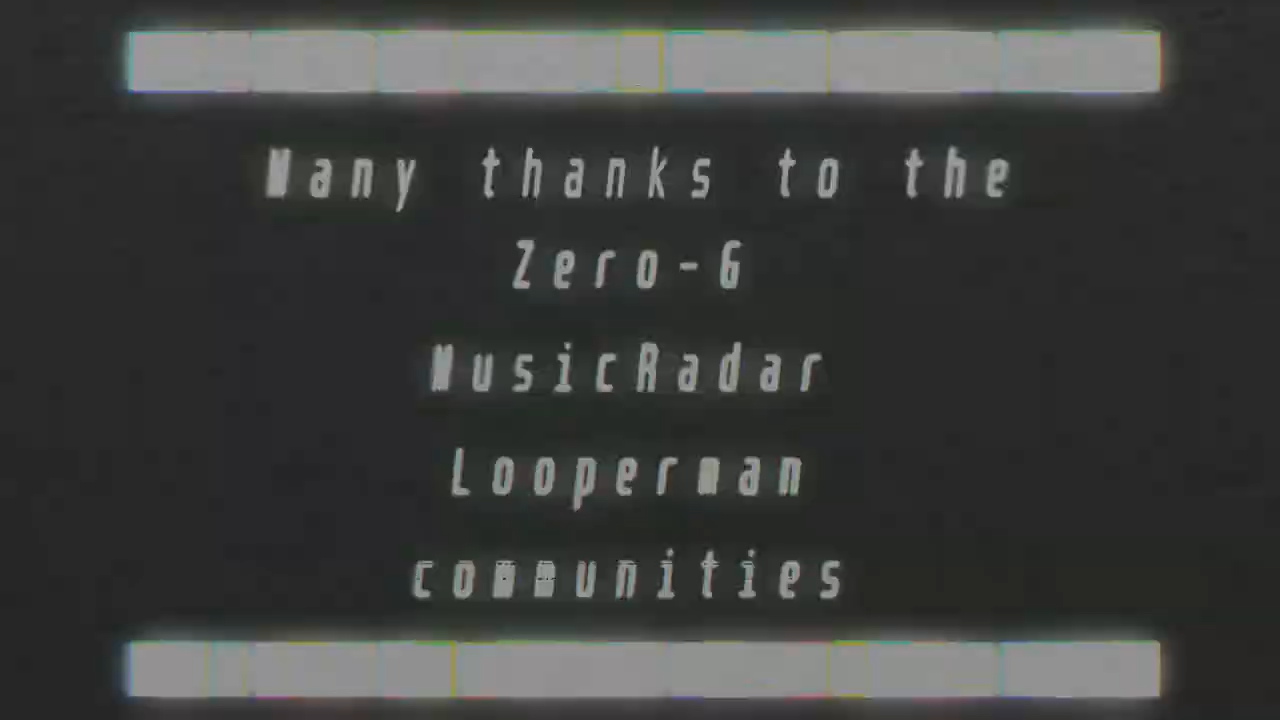 Many thanks to the
Zero-G
MusicRadar
Looperman
communities